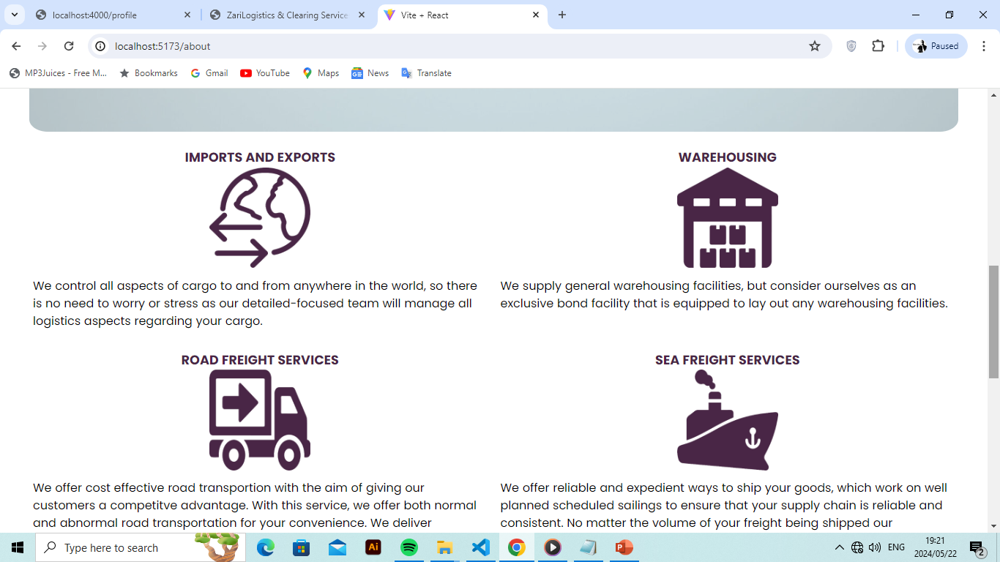 localhost:4000/profile
ZariLogistics & Clearing Service
Vite + React
localhost:5173/about
Paused
MP3Juices - Free M...
Bookmarks
Gmail
YouTube
Maps
News
Translate
IMPORTS AND EXPORTS
We control all aspects of cargo to and from anywhere in the world, so there
is no need to worry or stress as our detailed-focused team will manage all
logistics aspects regarding your cargo.
WAREHOUSING
We supply general warehousing facilities, but consider ourselves as an
exclusive bond facility that is equipped to lay out any warehousing facilities.
ROAD FREIGHT SERVICES
We offer cost effective road transportion with the aim of giving our
customers a competitve advantage. With this service, we offer both normal
and abnormal road transportation for your convenience. We deliver
SEA FREIGHT SERVICES
We offer reliable and expedient ways to ship your goods, which work on well
planned scheduled sailings to ensure that your supply chain is reliable and
consistent. No matter the volume of your freight being shipped our
Type here to search
Ai
ENG
19:21
2024/05/22
2